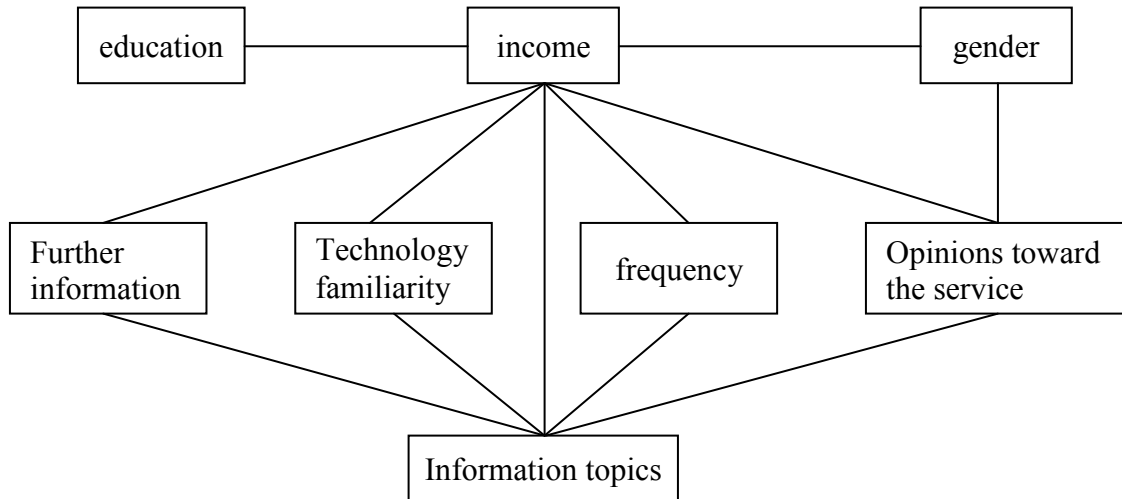 education
income
gender
Further
information
Technology
familiarity
frequency
Opinions toward
the service
Information topics